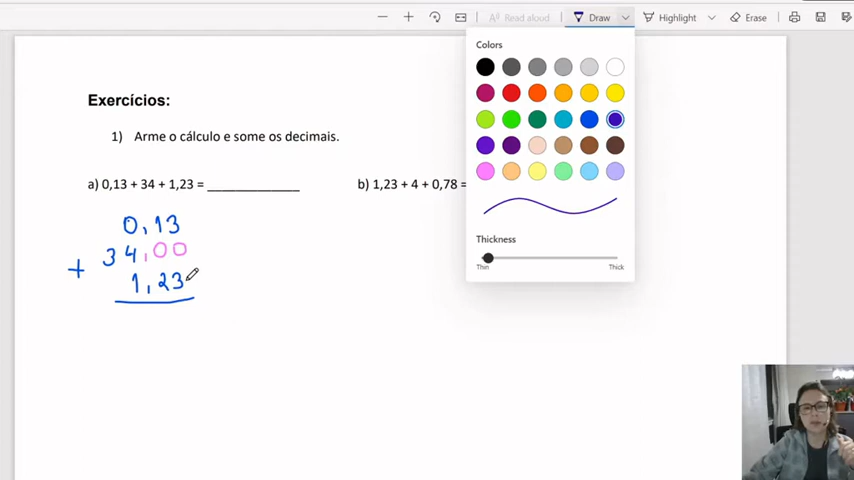 Read aloud
Draw
Highlight
Erase
Colors
Thickness
Thin
Thick
Exercícios:
1) Arme o cálculo e some os decimais.
a) 0,13 + 34 + 1,23 = ______________
b) 1,23 + 4 + 0,78 =
0,13
34,00
+
1,23